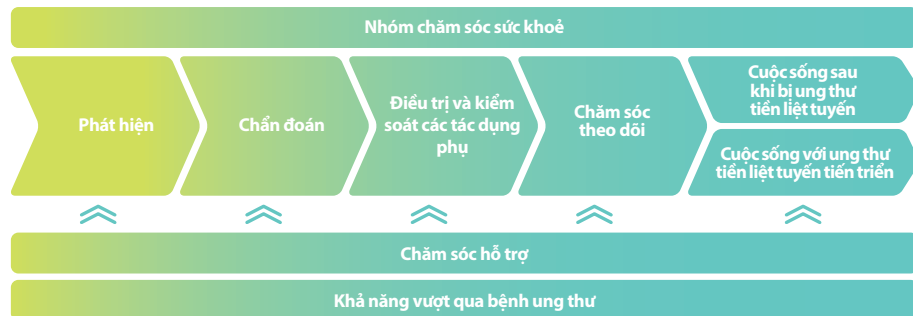 Nhóm chăm sóc sức khoẻ
Phát hiện
Chẩn đoán
Điều trị và kiểm
soát các tác dụng
phụ
Chăm sóc
theo dõi
Cuộc sống sau
khi bị ung thư
tiền liệt tuyến
Cuộc sống với ung thư
tiền liệt tuyến tiến triển
Chăm sóc hỗ trợ
Khả năng vượt qua bệnh ung thư